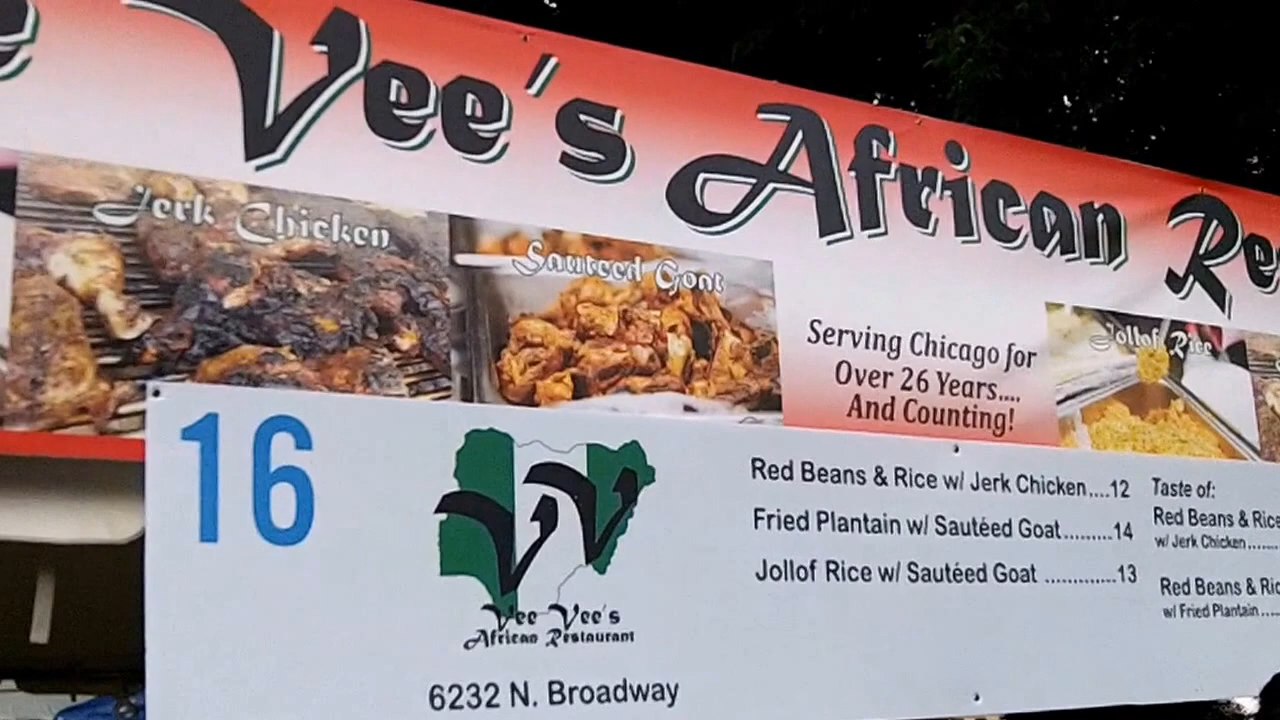 Vee's African Re
Jerk Chicken
Sauteed Goat
Serving Chicago for
Over 26 Years....
And Counting!
Jollof Rice
16
Vee Vee's
African Restaurant
6232 N. Broadway
Red Beans & Rice w/ Jerk Chicken....12
Fried Plantain w/ Sautéed Goat.........14
Jollof Rice w/ Sautéed Goat .............13
Taste of:
Red Beans & Rice
w/ Jerk Chicken.......
Red Beans & Ric
w/ Fried Plantain....